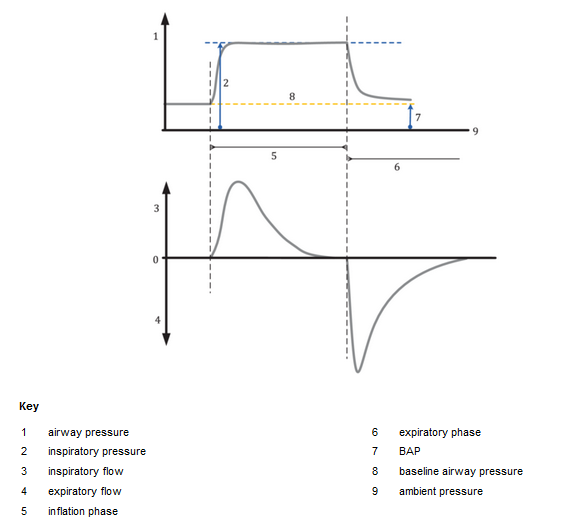 1
2
8
7
9
5
6
3
0
4
Key
1 airway pressure
2 inspiratory pressure
3 inspiratory flow
4 expiratory flow
5 inflation phase
6 expiratory phase
7 BAP
8 baseline airway pressure
9 ambient pressure